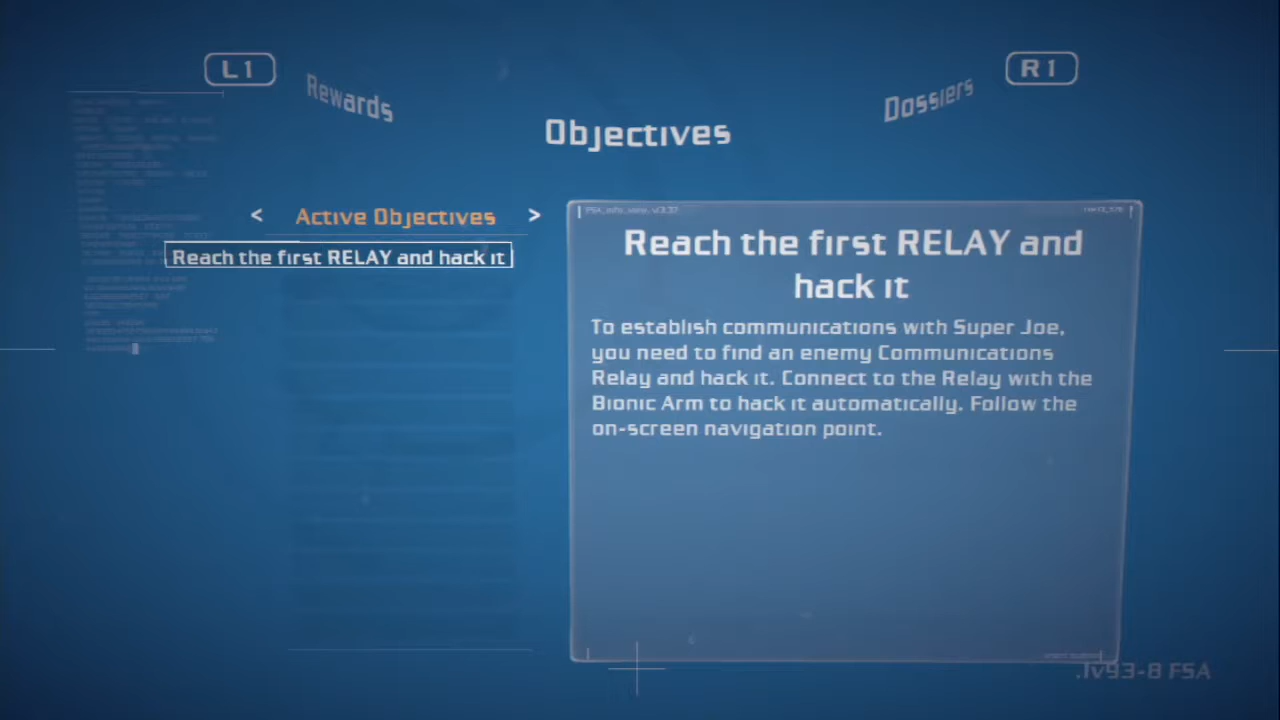 L1
Rewards
Objectives
Dossiers
R1
< Active Objectives >
Reach the first RELAY and hack it
Reach the first RELAY and
hack it
To establish communications with Super Joe,
you need to find an enemy Communications
Relay and hack it. Connect to the Relay with the
Bionic Arm to hack it automatically. Follow the
on-screen navigation point.
.lv93-8 FSA